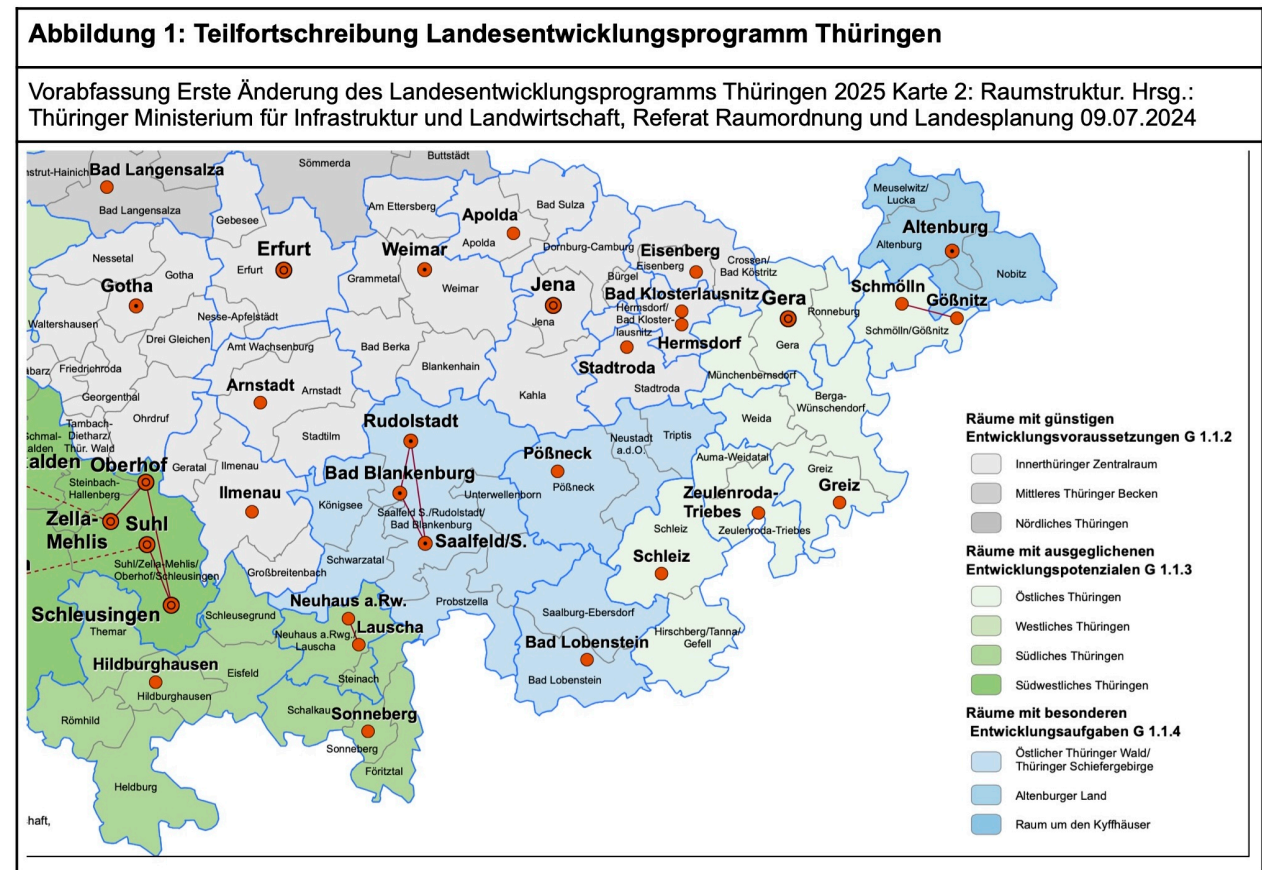 Abbildung 1: Teilfortschreibung Landesentwicklungsprogramm Thüringen
Vorabfassung Erste Änderung des Landesentwicklungsprogramms Thüringen 2025 Karte 2: Raumstruktur. Hrsg.:
Thüringer Ministerium für Infrastruktur und Landwirtschaft, Referat Raumordnung und Landesplanung 09.07.2024
nstrut-Hainich
Bad Langensalza
Bad Langensalza
Sömmerda
Buttstädt
Gebesee
Am Ettersberg
Apolda
Apolda
Bad Sulza
Dornburg-Camburg
Meuselwitz/
Lucka
Altenburg
Altenburg
Nobitz
Nessetal
Gotha
Gotha
Erfurt
Erfurt
Weimar
Grammetal
Weimar
Jena
Jena
Bürgel
Eisenberg
Eisenberg
Crossen/
Bad Köstritz
Bad Klosterlausnitz
Hermsdorf/
Bad Kloster-
lausnitz
Hermsdorf
Gera
Gera
Ronneburg
Schmölln
Gößnitz
Schmölln/Gößnitz
Waltershausen
Nesse-Apfelstädt
Drei Gleichen
Amt Wachsenburg
Bad Berka
Blankenhain
Stadtroda
Stadtroda
Münchenbernsdorf
abarz
Friedrichroda
Georgenthal
Arnstadt
Arnstadt
Kahla
Ohrdruf
Tambach-
Dietharz/
Thür. Wald
Stadtilm
Rudolstadt
Weida
Berga-
Wünschendorf
Schmal-
alden
alden
Oberhof
Geratal
Ilmenau
Ilmenau
Steinbach-
Hallenberg
Bad Blankenburg
Königsee
Saalfeld S./Rudolstadt/
Bad Blankenburg
Unterwellenborn
Pößneck
Pößneck
Neustadt
a.d.O.
Triptis
Auma-Weidatal
Greiz
Greiz
Zeulenroda-
Triebes
Zeulenroda-Triebes
Zella-
Mehlis
Suhl
Suhl/Zella-Mehlis/
Oberhof/Schleusingen
Saalfeld/S.
Schwarzatal
Großbreitenbach
Schleiz
Schleiz
Schleusingen
Themar
Schleusegrund
Neuhaus a.Rw.
Neuhaus a.Rwg./
Lauscha
Lauscha
Probstzella
Saalburg-Ebersdorf
Bad Lobenstein
Bad Lobenstein
Hirschberg/Tanna/
Gefell
Hildburghausen
Hildburghausen
Eisfeld
Steinach
Schalkau
Sonneberg
Sonneberg
Föritztal
Römhild
Heldburg
haft,
Räume mit günstigen
Entwicklungsvoraussetzungen G 1.1.2
Innerthüringer Zentralraum
Mittleres Thüringer Becken
Nördliches Thüringen
Räume mit ausgeglichenen
Entwicklungspotenzialen G 1.1.3
Östliches Thüringen
Westliches Thüringen
Südliches Thüringen
Südwestliches Thüringen
Räume mit besonderen
Entwicklungsaufgaben G 1.1.4
Östlicher Thüringer Wald/
Thüringer Schiefergebirge
Altenburger Land
Raum um den Kyffhäuser